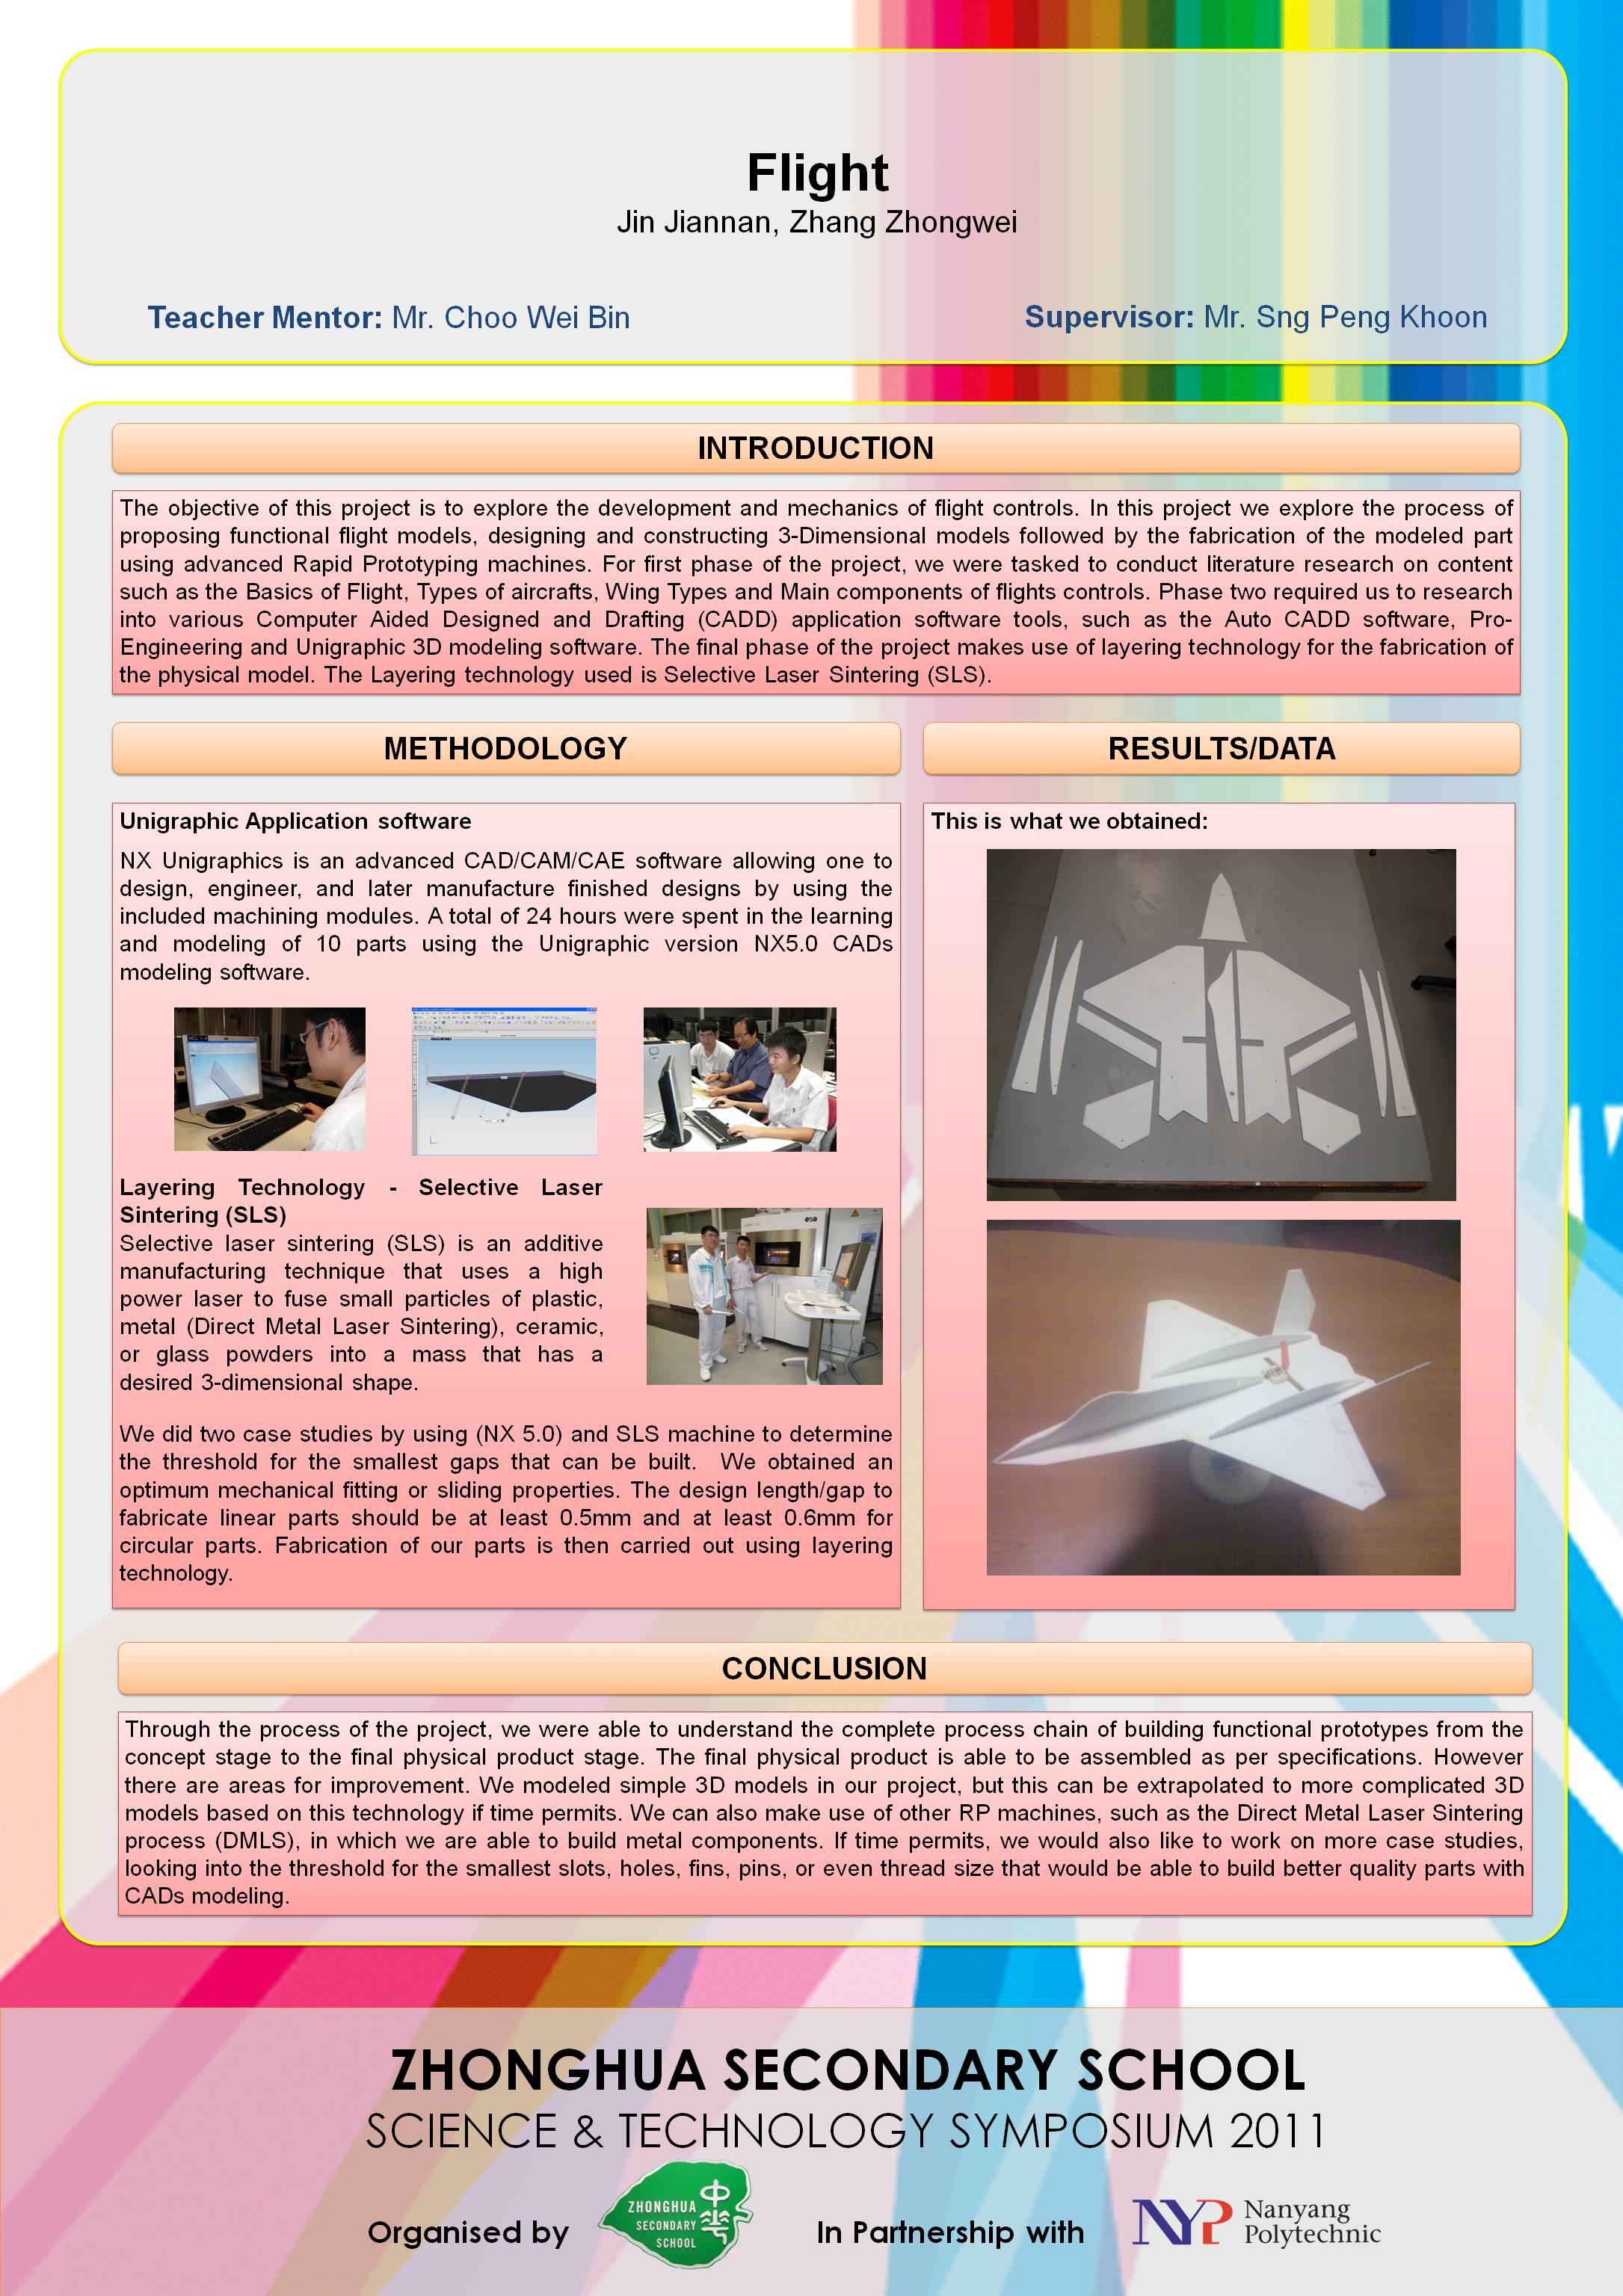 Flight
Jin Jiannan, Zhang Zhongwei
Teacher Mentor: Mr. Choo Wei Bin
Supervisor: Mr. Sng Peng Khoon
INTRODUCTION
The objective of this project is to explore the development and mechanics of flight controls. In this project we explore the process of
proposing functional flight models, designing and constructing 3-Dimensional models followed by the fabrication of the modeled part
using advanced Rapid Prototyping machines. For first phase of the project, we were tasked to conduct literature research on content
such as the Basics of Flight, Types of aircrafts, Wing Types and Main components of flights controls. Phase two required us to research
into various Computer Aided Designed and Drafting (CADD) application software tools, such as the Auto CADD software, Pro-
Engineering and Unigraphic 3D modeling software. The final phase of the project makes use of layering technology for the fabrication of
the physical model. The Layering technology used is Selective Laser Sintering (SLS).
METHODOLOGY
Unigraphic Application software
NX Unigraphics is an advanced CAD/CAM/CAE software allowing one to
design, engineer, and later manufacture finished designs by using the
included machining modules. A total of 24 hours were spent in the learning
and modeling of 10 parts using the Unigraphic version NX5.0 CADs
modeling software.
Layering Technology - Selective Laser
Sintering (SLS)
Selective laser sintering (SLS) is an additive
manufacturing technique that uses a high
power laser to fuse small particles of plastic,
metal (Direct Metal Laser Sintering), ceramic,
or glass powders into a mass that has a
desired 3-dimensional shape.
We did two case studies by using (NX 5.0) and SLS machine to determine
the threshold for the smallest gaps that can be built. We obtained an
optimum mechanical fitting or sliding properties. The design length/gap to
fabricate linear parts should be at least 0.5mm and at least 0.6mm for
circular parts. Fabrication of our parts is then carried out using layering
technology.
RESULTS/DATA
This is what we obtained:
CONCLUSION
Through the process of the project, we were able to understand the complete process chain of building functional prototypes from the
concept stage to the final physical product stage. The final physical product is able to be assembled as per specifications. However
there are areas for improvement. We modeled simple 3D models in our project, but this can be extrapolated to more complicated 3D
models based on this technology if time permits. We can also make use of other RP machines, such as the Direct Metal Laser Sintering
process (DMLS), in which we are able to build metal components. If time permits, we would also like to work on more case studies,
looking into the threshold for the smallest slots, holes, fins, pins, or even thread size that would be able to build better quality parts with
CADs modeling.
ZHONGHUA SECONDARY SCHOOL
SCIENCE & TECHNOLOGY SYMPOSIUM 2011
Organised by
ZHONGHUA
SECONDARY
SCHOOL
中华
In Partnership with
NYP
Nanyang
Polytechnic